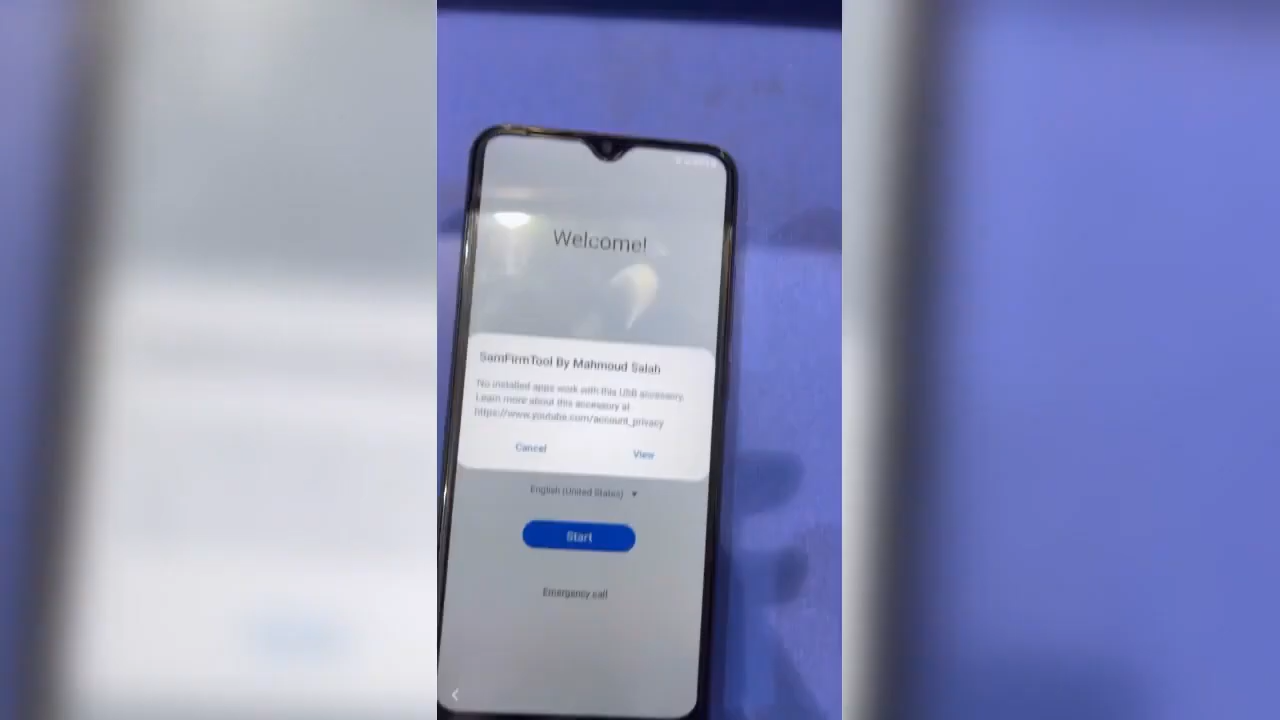 Welcome!
SamFirmTool By Mahmoud Salah
No installed apps work with this USB accessory.
Learn more about this accessory at
https://www.youtube.com/account_privacy
Cancel
View
English (United States)
Start
Emergency call